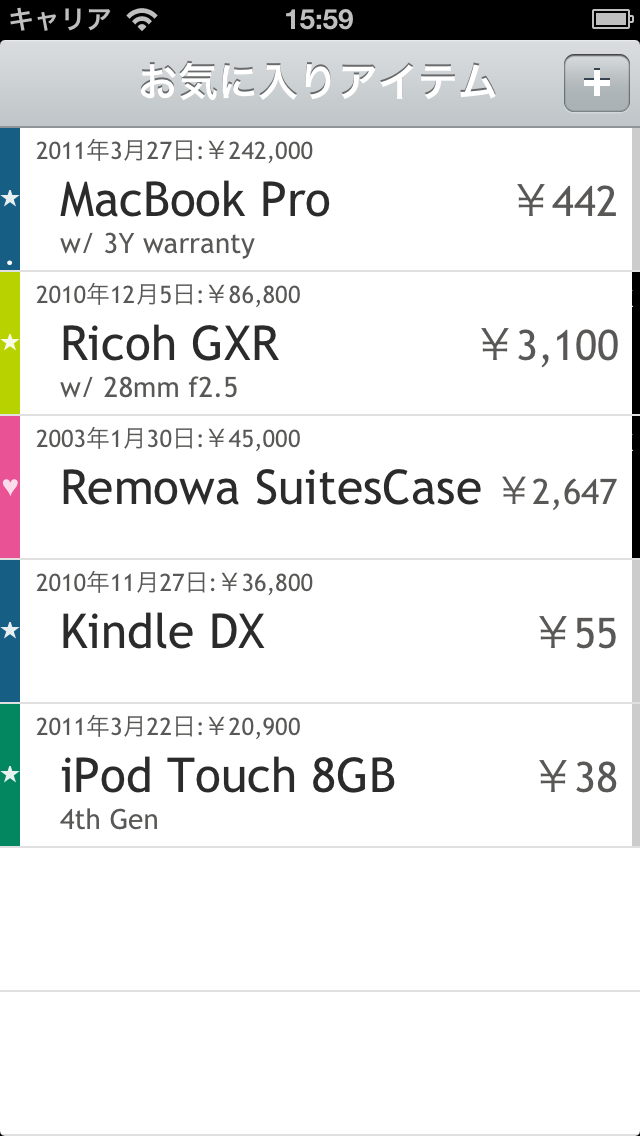 キャリア 15:59
お気に入りアイテム +
2011年3月27日:￥242,000
★ MacBook Pro ￥442
w/ 3Y warranty
2010年12月5日:￥86,800
★ Ricoh GXR ￥3,100
w/ 28mm f2.5
2003年1月30日:￥45,000
♥ Remowa SuitesCase ￥2,647
2010年11月27日:￥36,800
★ Kindle DX ￥55
2011年3月22日:￥20,900
★ iPod Touch 8GB ￥38
4th Gen